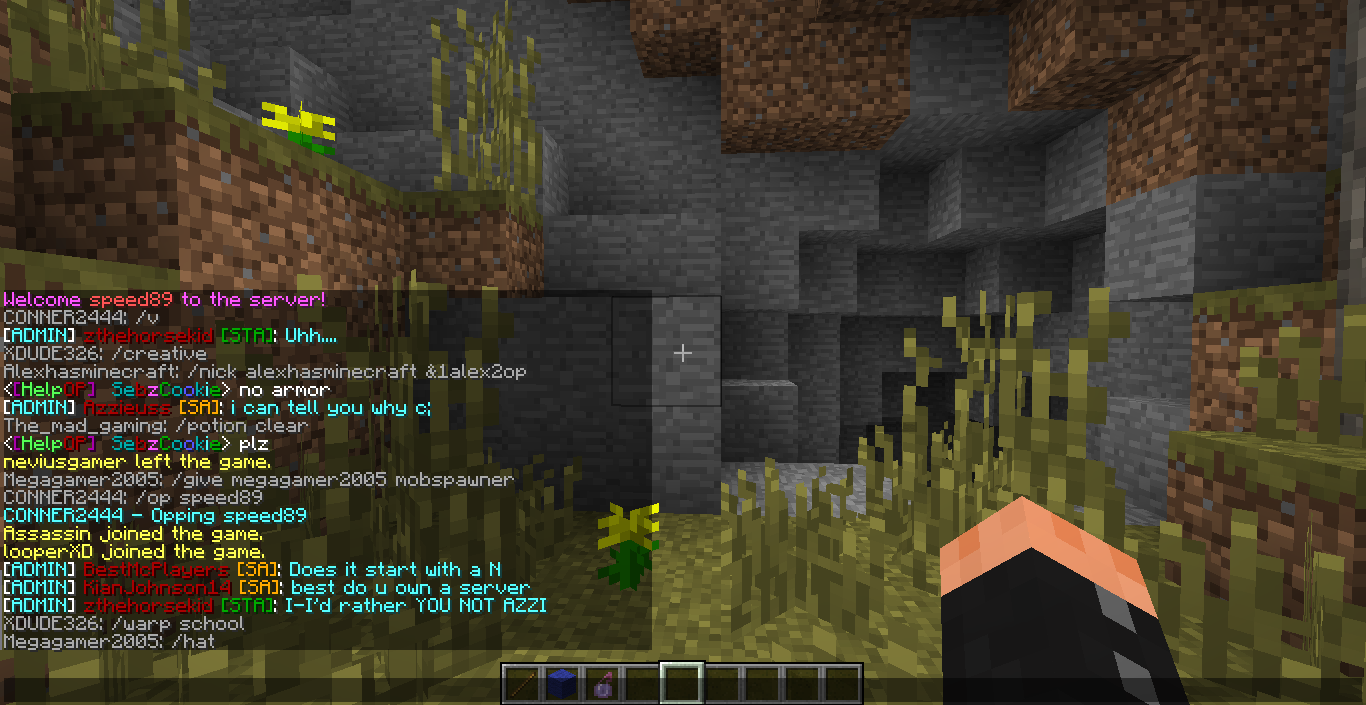 Welcome speed89 to the server!
CONNER2444: /v
[ADMIN] zthehorsekid [STA]: Uhh....
XDUDE326: /creative
Alexhasminecraft: /nick alexhasminecraft &1alex2op
<[HelpOP] SebzCookie> no armor
[ADMIN] Azzieuss [SA]: i can tell you why c;
The_mad_gaming: /potion clear
<[HelpOP] SebzCookie> plz
neviusgamer left the game.
Megagamer2005: /give megagamer2005 mobspawner
CONNER2444: /op speed89
CONNER2444 - Opping speed89
Assassin joined the game.
looperXD joined the game.
[ADMIN] BestMcPlayers [SA]: Does it start with a N
[ADMIN] KianJohnson14 [SA]: best do u own a server
[ADMIN] zthehorsekid [STA]: I-I'd rather YOU NOT AZZI
XDUDE326: /warp school
Megagamer2005: /hat